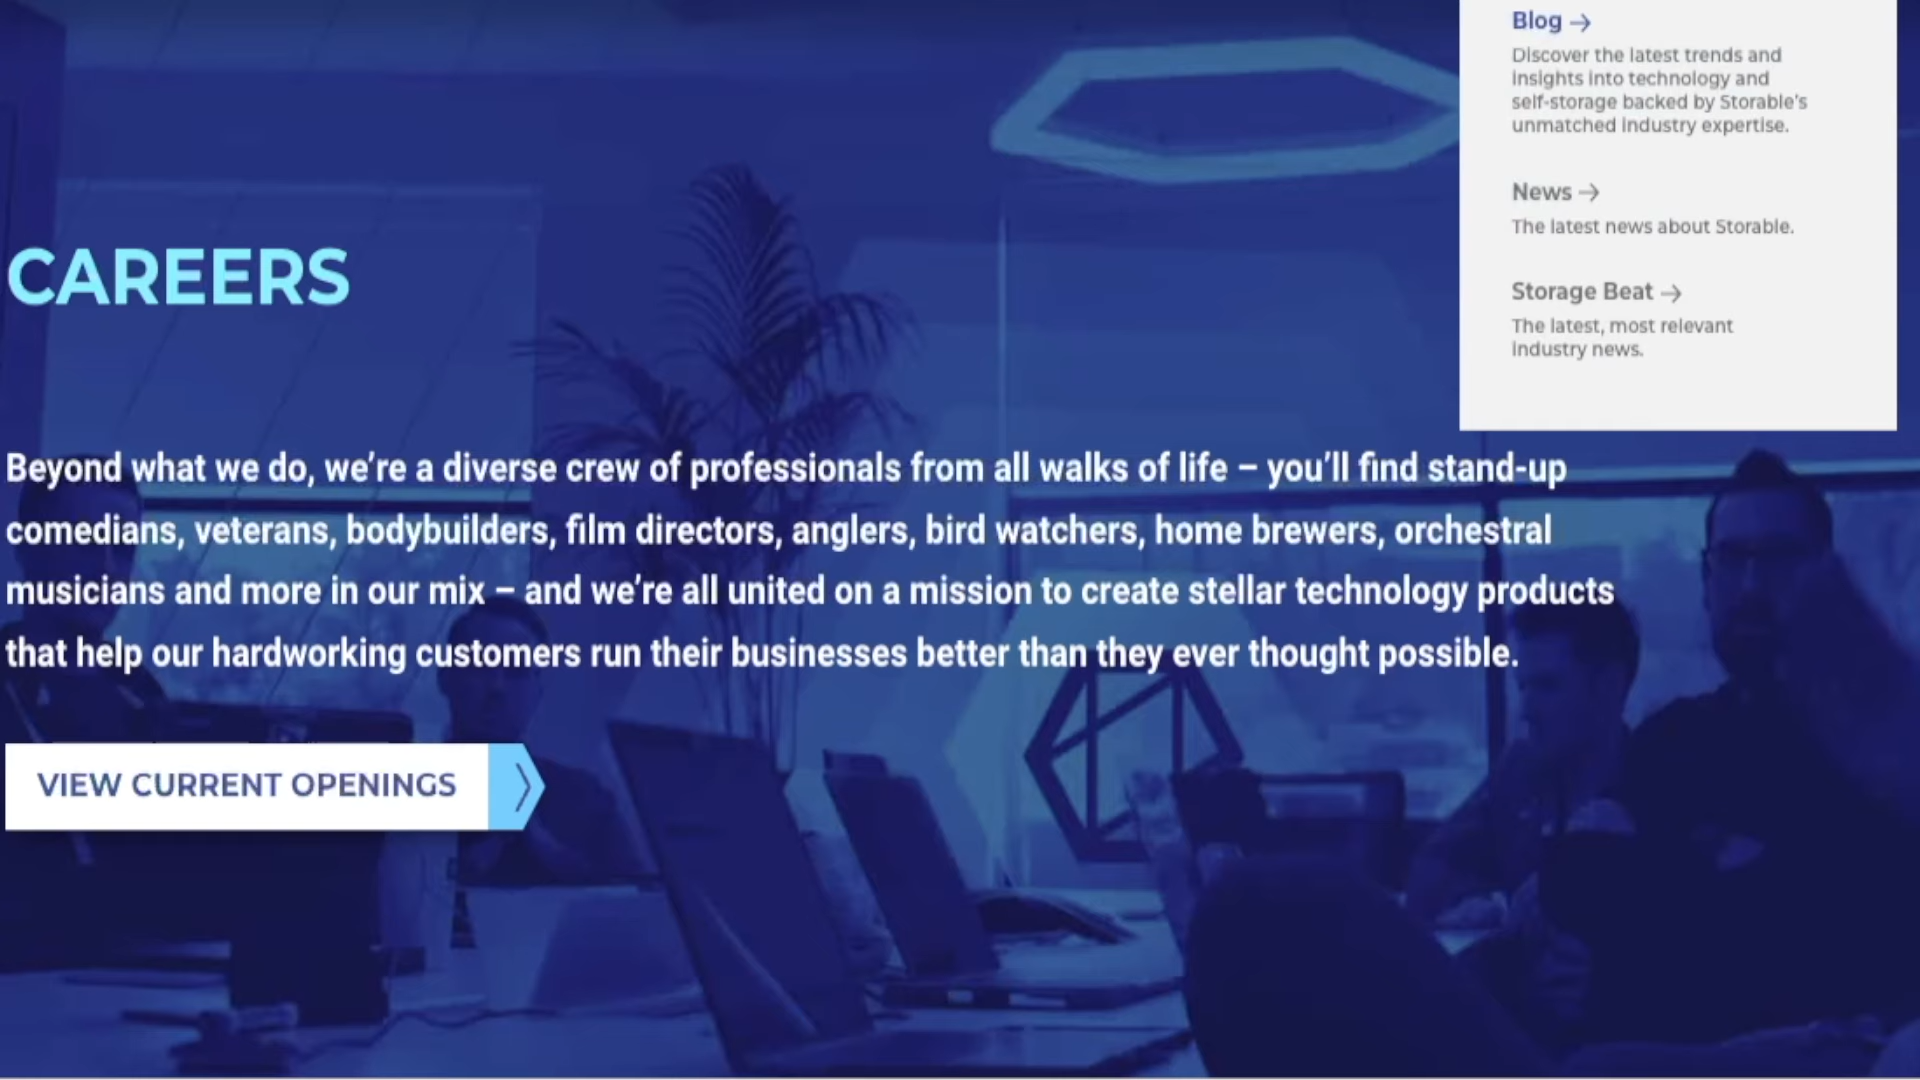 Blog →
Discover the latest trends and
insights into technology and
self-storage backed by Storable's
unmatched industry expertise.
News →
The latest news about Storable.
Storage Beat →
The latest, most relevant
industry news.
CAREERS
Beyond what we do, we're a diverse crew of professionals from all walks of life – you'll find stand-up
comedians, veterans, bodybuilders, film directors, anglers, bird watchers, home brewers, orchestral
musicians and more in our mix – and we're all united on a mission to create stellar technology products
that help our hardworking customers run their businesses better than they ever thought possible.
VIEW CURRENT OPENINGS